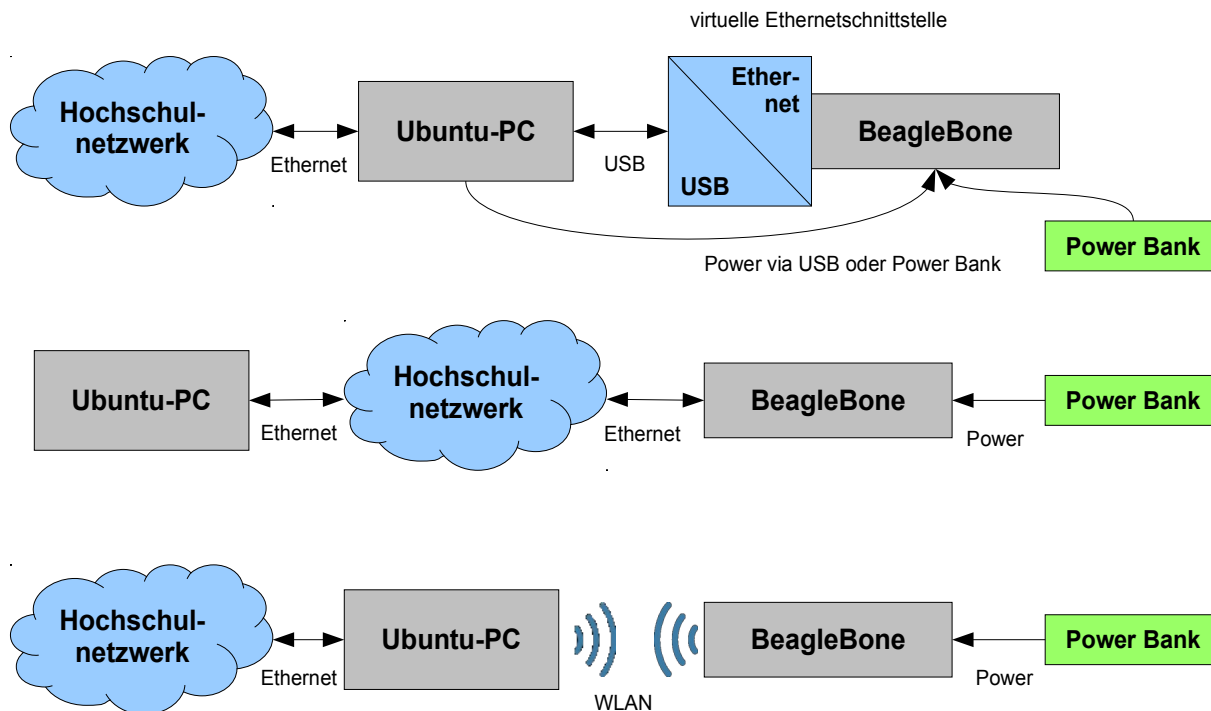 virtuelle Ethernetschnittstelle
Hochschul-
netzwerk
Ethernet
Ubuntu-PC
USB
Ether-
net
USB
BeagleBone
Power via USB oder Power Bank
Power Bank
Ubuntu-PC
Ethernet
Hochschul-
netzwerk
Ethernet
BeagleBone
Power
Power Bank
Hochschul-
netzwerk
Ethernet
Ubuntu-PC
WLAN
BeagleBone
Power
Power Bank